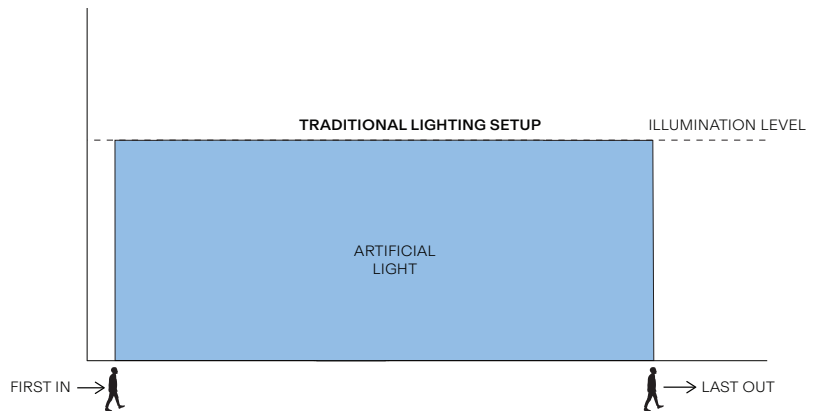 TRADITIONAL LIGHTING SETUP
ILLUMINATION LEVEL
ARTIFICIAL
LIGHT
FIRST IN
LAST OUT